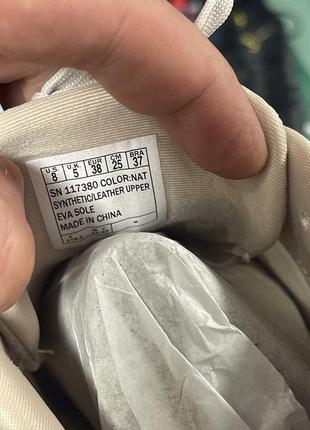 U.S. U.K. EUR CM BRA
8 5 38 25 37
SN 117380 COLOR:NAT
SYNTHETIC/LEATHER UPPER
EVA SOLE
MADE IN CHINA